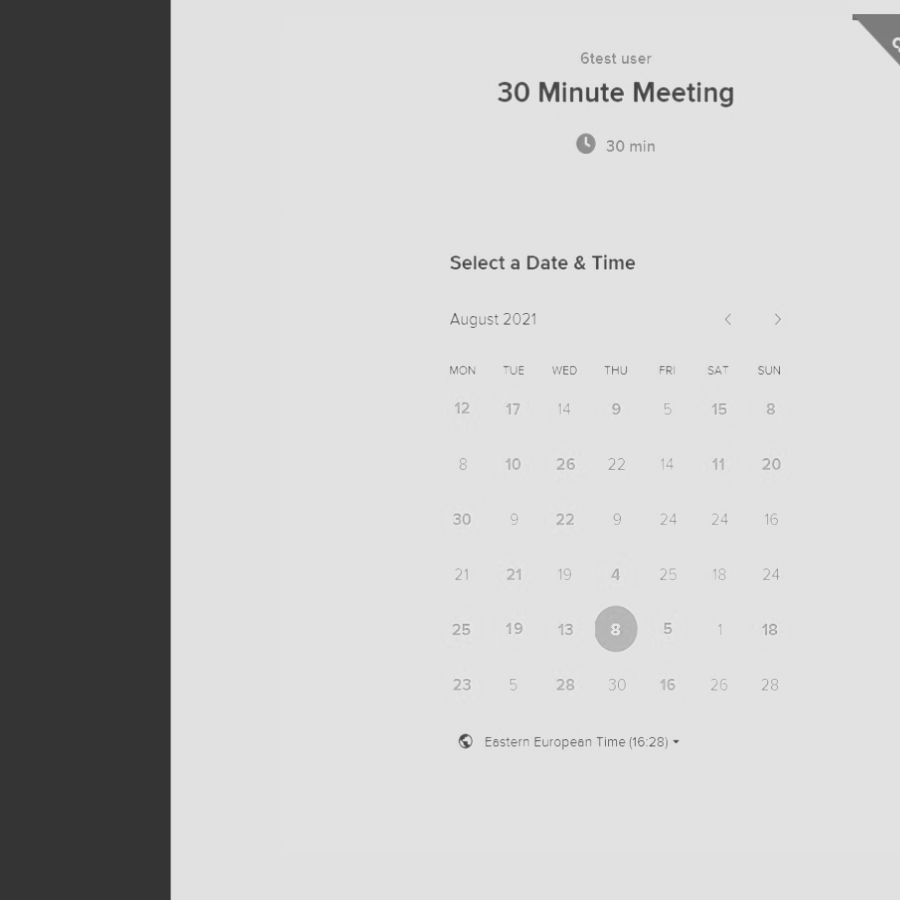 6test user
30 Minute Meeting
30 min
Select a Date & Time
August 2021
MON TUE WED THU FRI SAT SUN
12 17 14 9 5 15 8
8 10 26 22 14 11 20
30 9 22 9 24 24 16
21 21 19 4 25 18 24
25 19 13 8 5 1 18
23 5 28 30 16 26 28
Eastern European Time (16:28)